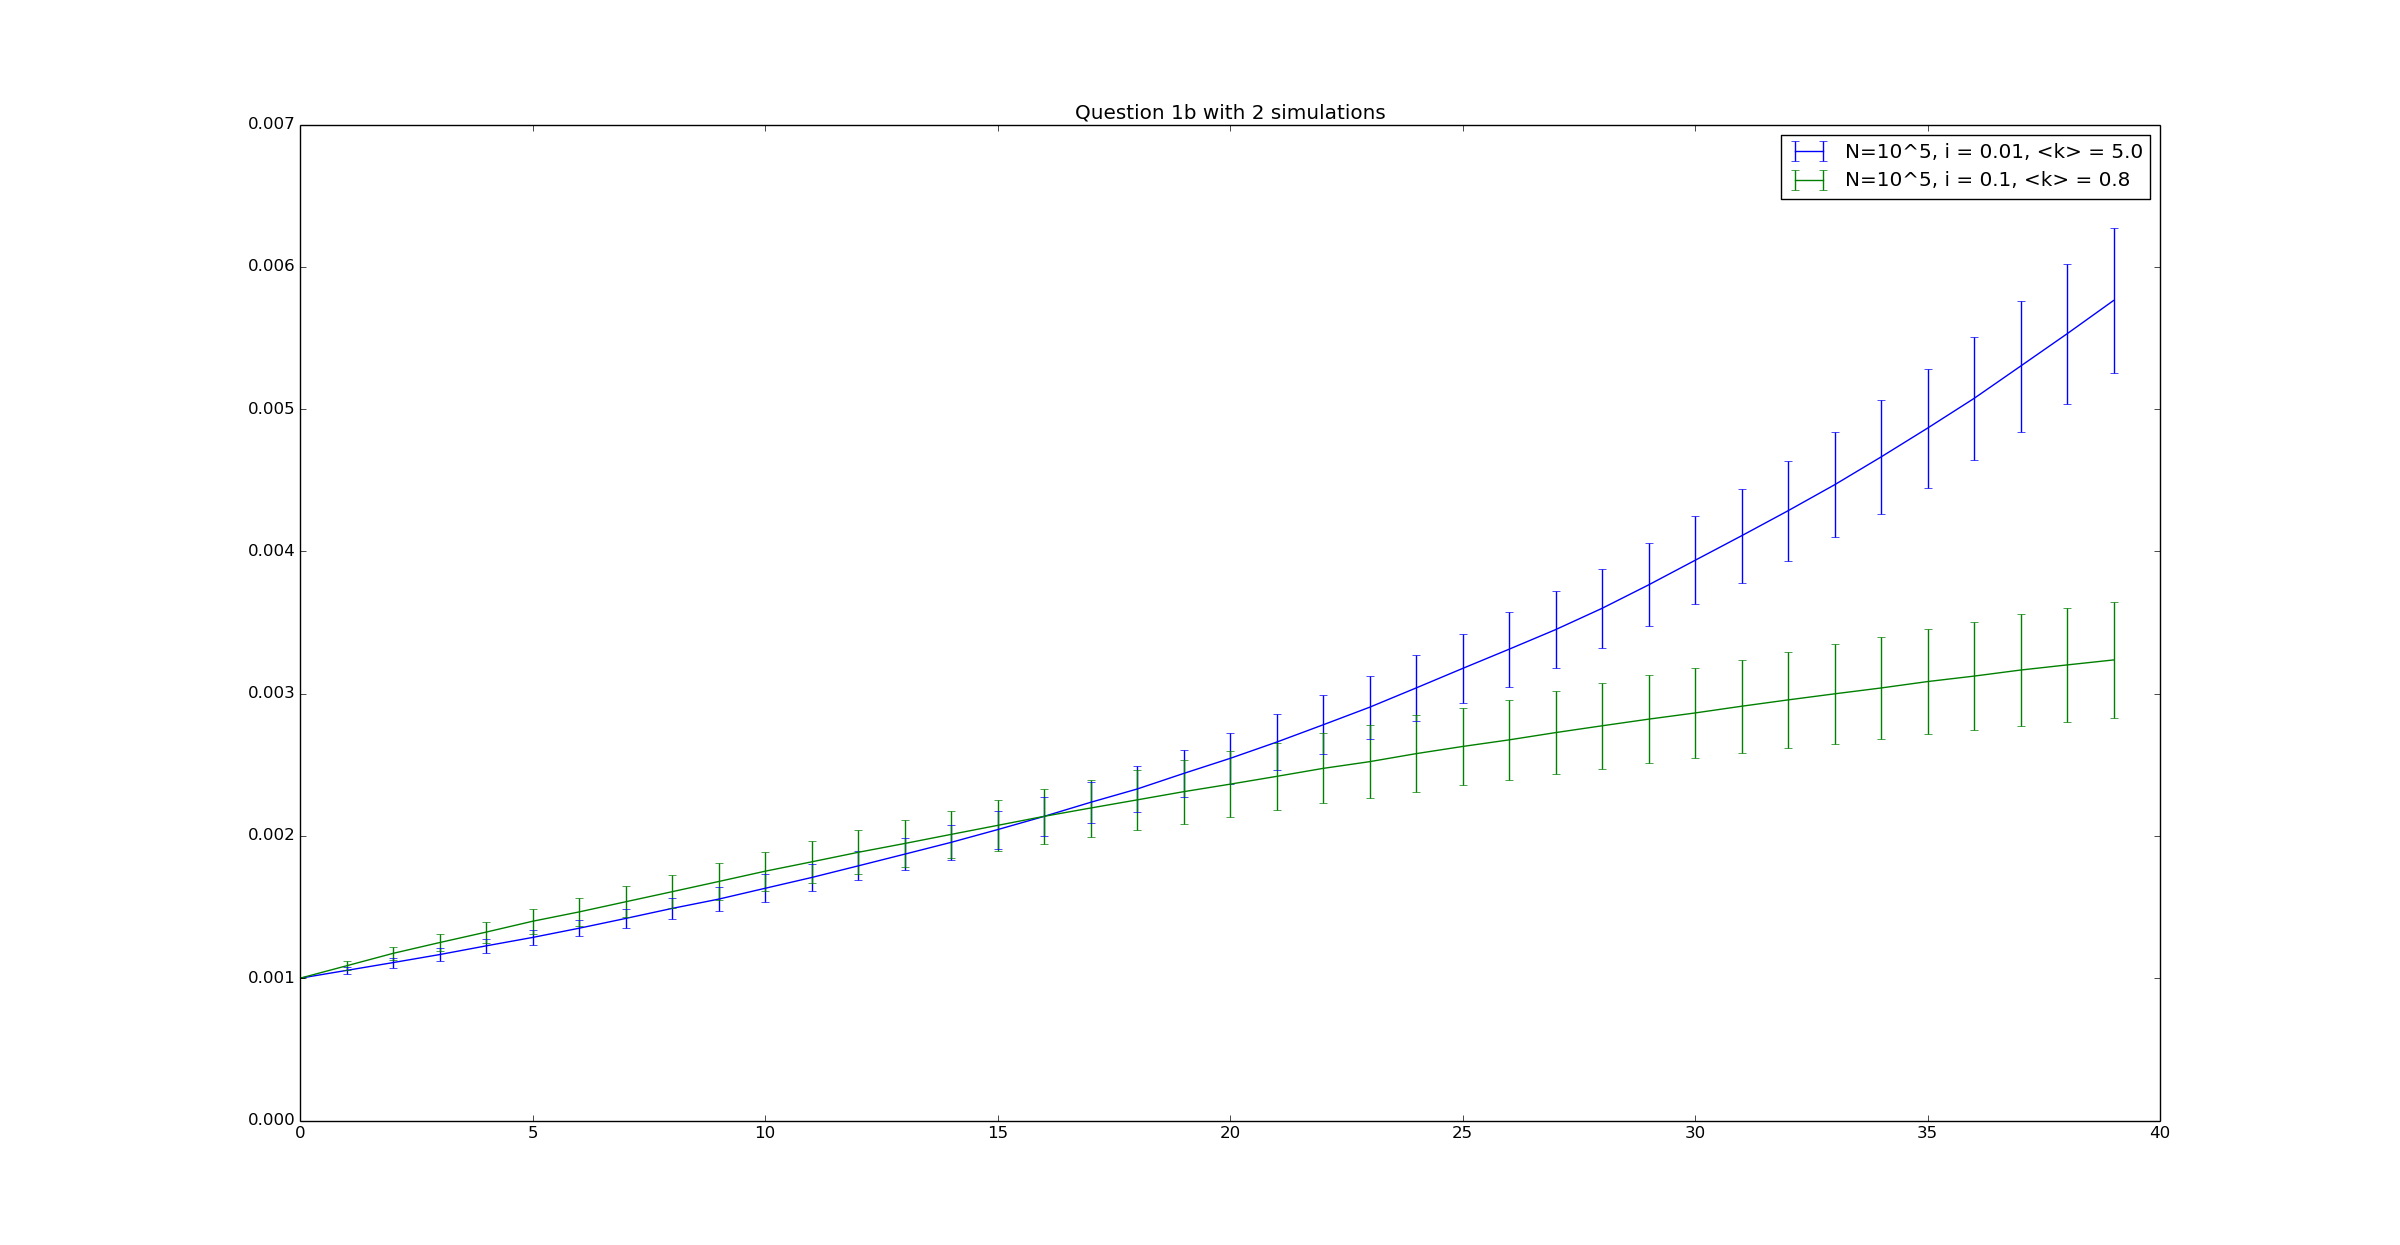 Question 1b with 2 simulations
N=10^5, i = 0.01, <k> = 5.0
N=10^5, i = 0.1, <k> = 0.8
0.007
0.006
0.005
0.004
0.003
0.002
0.001
0.000
0 5 10 15 20 25 30 35 40